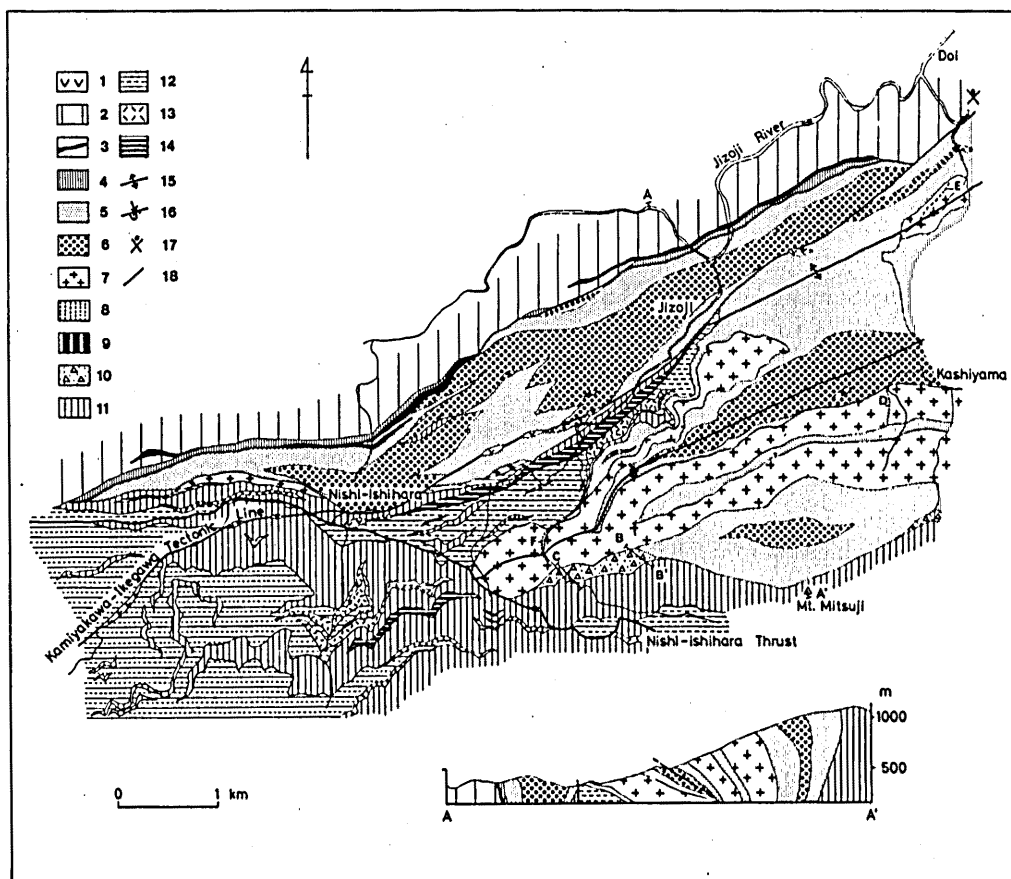 1 12
2 13
3 14
4 15
5 16
6 17
7 18
8
9
10
11
Doi
Jizoji River
A
E
Jizoji
Kashiyama
D
Nishi-Ishihara
Kamiyakawa-Ikegawa Tectonic Line
B
C
B'
A'
Mt. Mitsuji
Nishi-Ishihara Thrust
m
1000
500
0 1 km
A A'